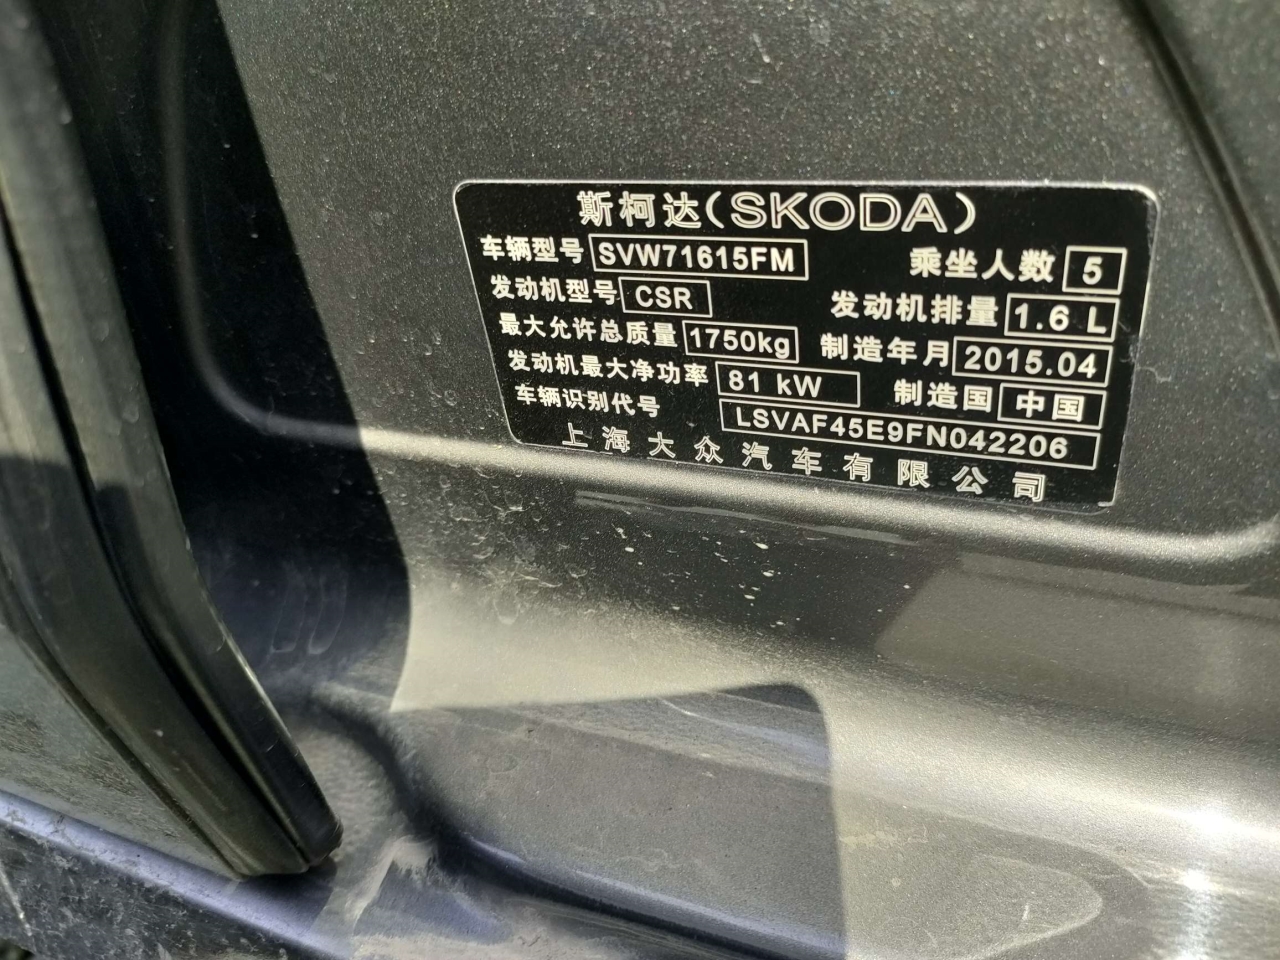 斯柯达(SKODA)
车辆型号 SVW71615FM 乘坐人数 5
发动机型号 CSR 发动机排量 1.6 L
最大允许总质量 1750kg 制造年月 2015.04
发动机最大净功率 81 kW 制造国 中国
车辆识别代号 LSVAF45E9FN042206
上海大众汽车有限公司